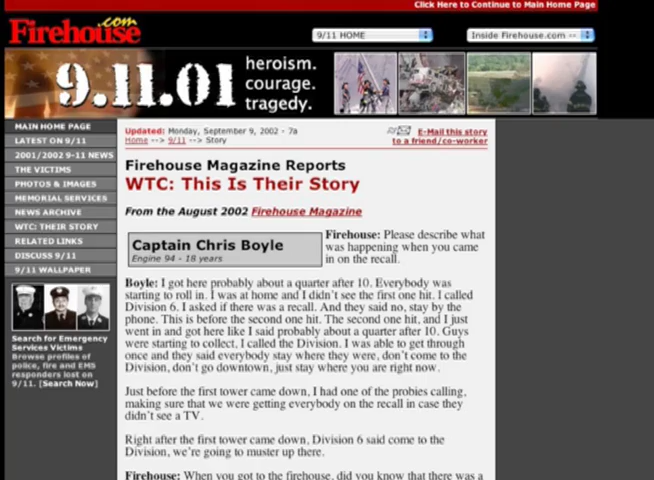 Click Here to Continue to Main Home Page
Firehouse.com
9/11 HOME
Inside Firehouse.com --
9.11.01
heroism.
courage.
tragedy.
MAIN HOME PAGE
LATEST ON 9/11
2001/2002 9-11 NEWS
THE VICTIMS
PHOTOS & IMAGES
MEMORIAL SERVICES
NEWS ARCHIVE
WTC: THEIR STORY
RELATED LINKS
DISCUSS 9/11
9/11 WALLPAPER
Search for Emergency
Services Victims
Browse profiles of
police, fire and EMS
responders lost on
9/11. [Search Now]
Updated: Monday, September 9, 2002 - 7a
Home --> 9/11 --> Story
E-Mail this story
to a friend/co-worker
Firehouse Magazine Reports
WTC: This Is Their Story
From the August 2002 Firehouse Magazine
Captain Chris Boyle
Engine 94 - 18 years
Firehouse: Please describe what
was happening when you came
in on the recall.
Boyle: I got here probably about a quarter after 10. Everybody was
starting to roll in. I was at home and I didn't see the first one hit. I called
Division 6. I asked if there was a recall. And they said no, stay by the
phone. This is before the second one hit. The second one hit, and I just
went in and got here like I said probably about a quarter after 10. Guys
were starting to collect, I called the Division. I was able to get through
once and they said everybody stay where they were, don't come to the
Division, don't go downtown, just stay where you are right now.
Just before the first tower came down, I had one of the probies calling,
making sure that we were getting everybody on the recall in case they
didn't see a TV.
Right after the first tower came down, Division 6 said come to the
Division, we're going to muster up there.
Firehouse: When you got to the firehouse, did you know that there was a